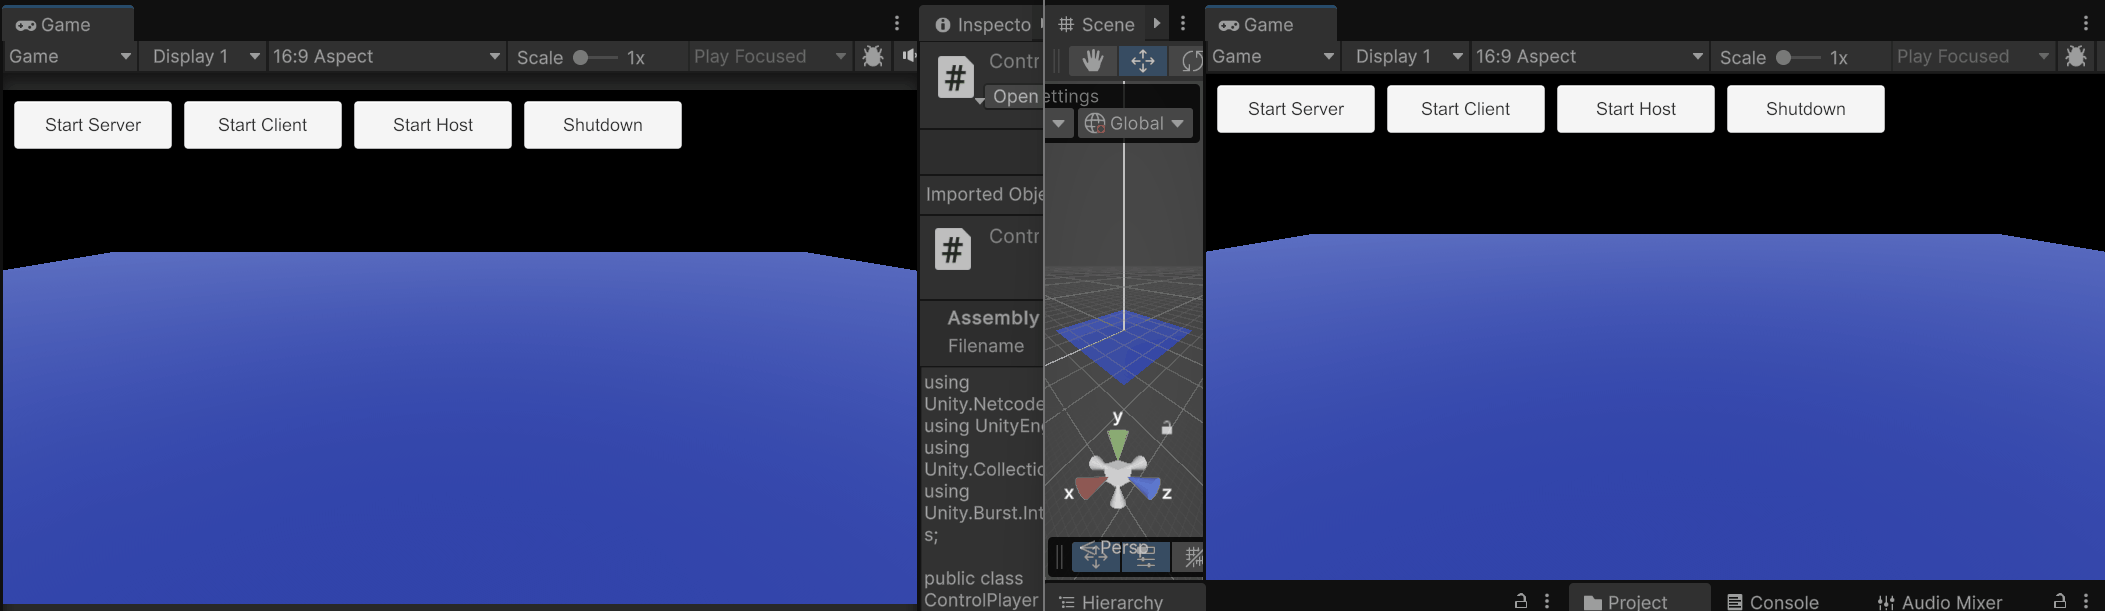 Game
Game Display 1 16:9 Aspect Scale 1x Play Focused
Start Server Start Client Start Host Shutdown
Inspecto
Contr
Open
Imported Obje
Contr
Assembly
Filename
using
Unity.Netcode
using UnityEng
using
Unity.Collectio
using
Unity.Burst.Int
s;
public class
ControlPlayer
Scene
ettings
Global
y
x z
Persp
Hierarchy
Game
Game Display 1 16:9 Aspect Scale 1x Play Focused
Start Server Start Client Start Host Shutdown
Project Console Audio Mixer